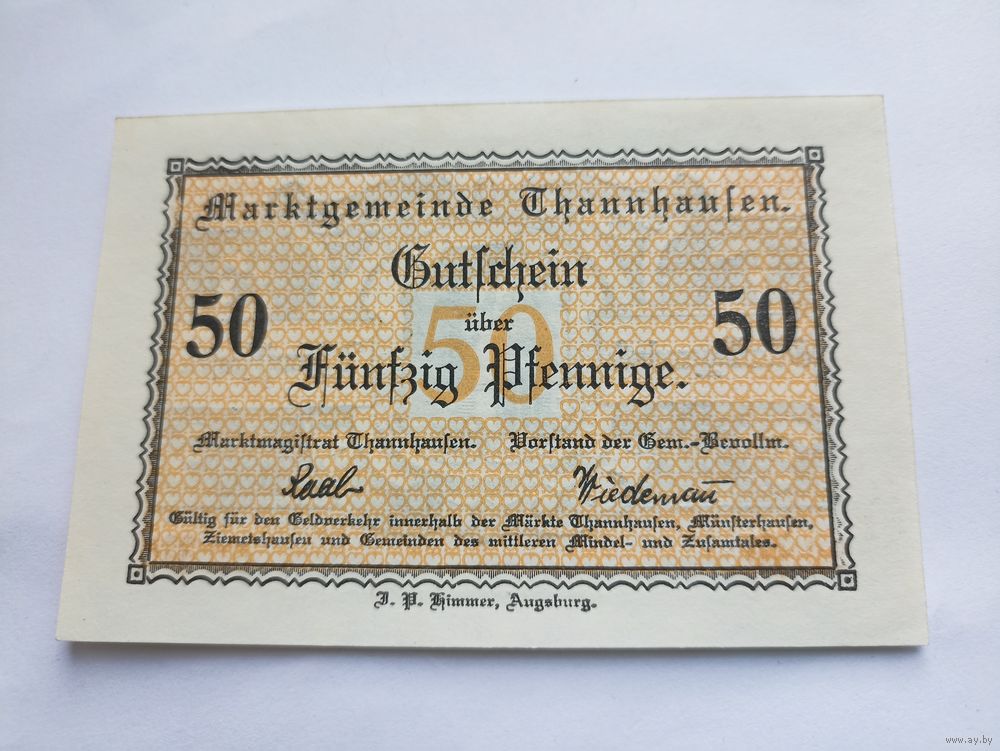 Marktgemeinde Thannhausen.
Gutschein
50 über 50
50
Fünfzig Pfennige.
Marktmagistrat Thannhausen. Vorstand der Gem.-Bevollm.
Raab Wiedemann
Gültig für den Geldverkehr innerhalb der Märkte Thannhausen, Münsterhausen,
Ziemetshausen und Gemeinden des mittleren Mindel- und Zusamtales.
J. P. Himmer, Augsburg.
www.ay.by